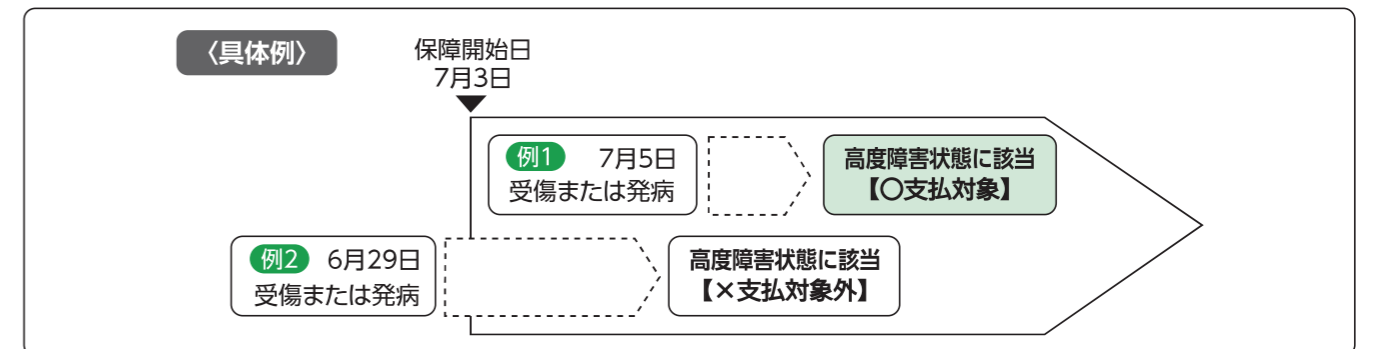 〈具体例〉
保障開始日
7月3日
例1 7月5日
受傷または発病
高度障害状態に該当
【〇支払対象】
例2 6月29日
受傷または発病
高度障害状態に該当
【×支払対象外】